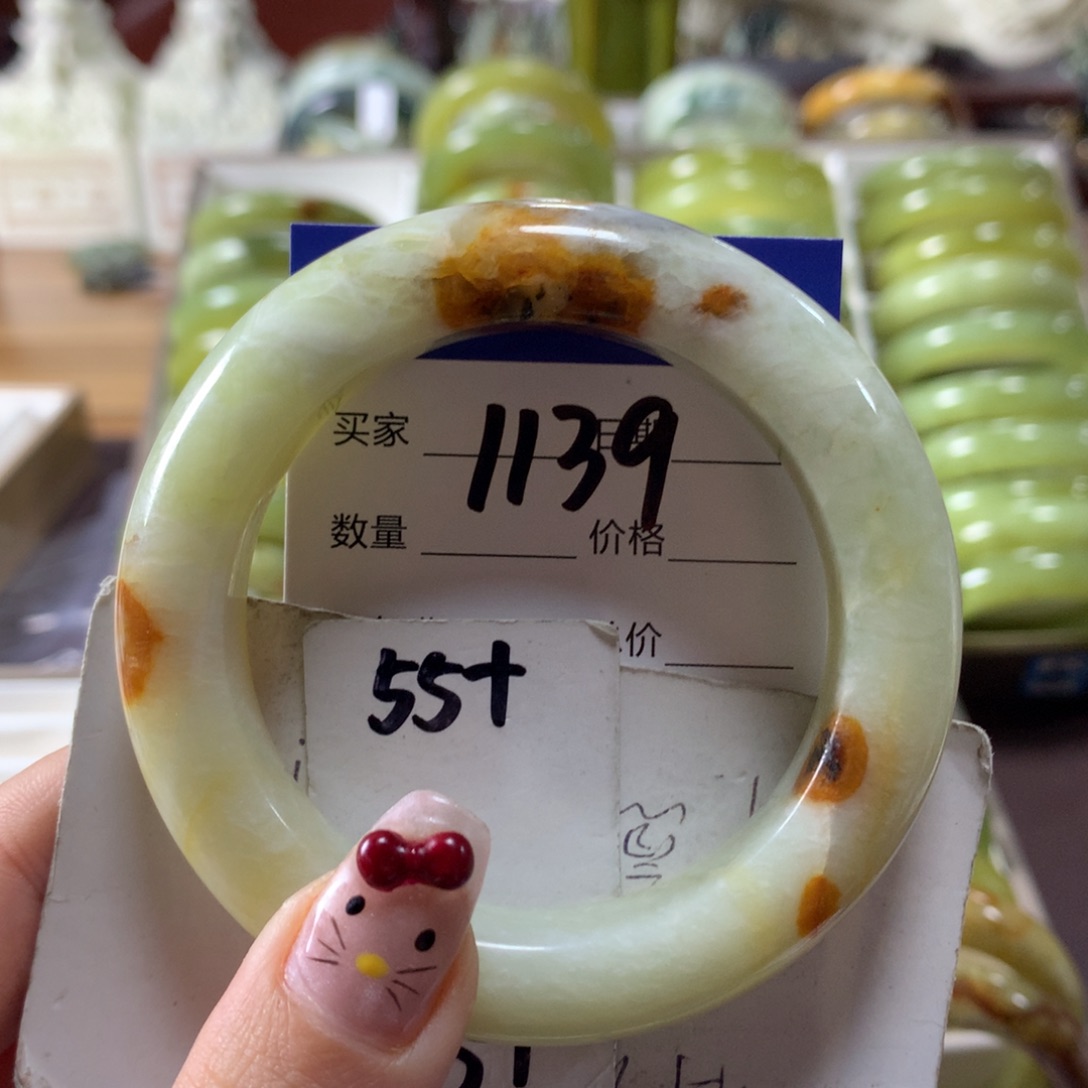 买家 1139
数量 价格
价
55+